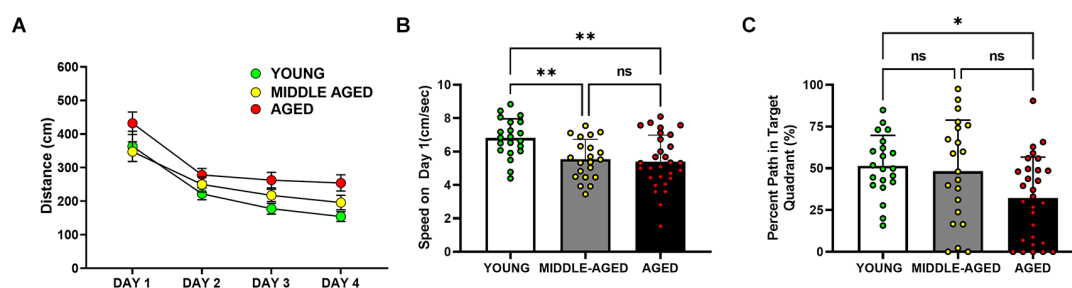 A
Distance (cm)
600
500
400
300
200
100
0
YOUNG
MIDDLE AGED
AGED
DAY 1 DAY 2 DAY 3 DAY 4
B
Speed on Day 1(cm/sec)
10
8
6
4
2
0
**
**
ns
YOUNG MIDDLE-AGED AGED
C
Percent Path in Target
Quadrant (%)
100
75
50
25
0
*
ns
ns
YOUNG MIDDLE-AGED AGED